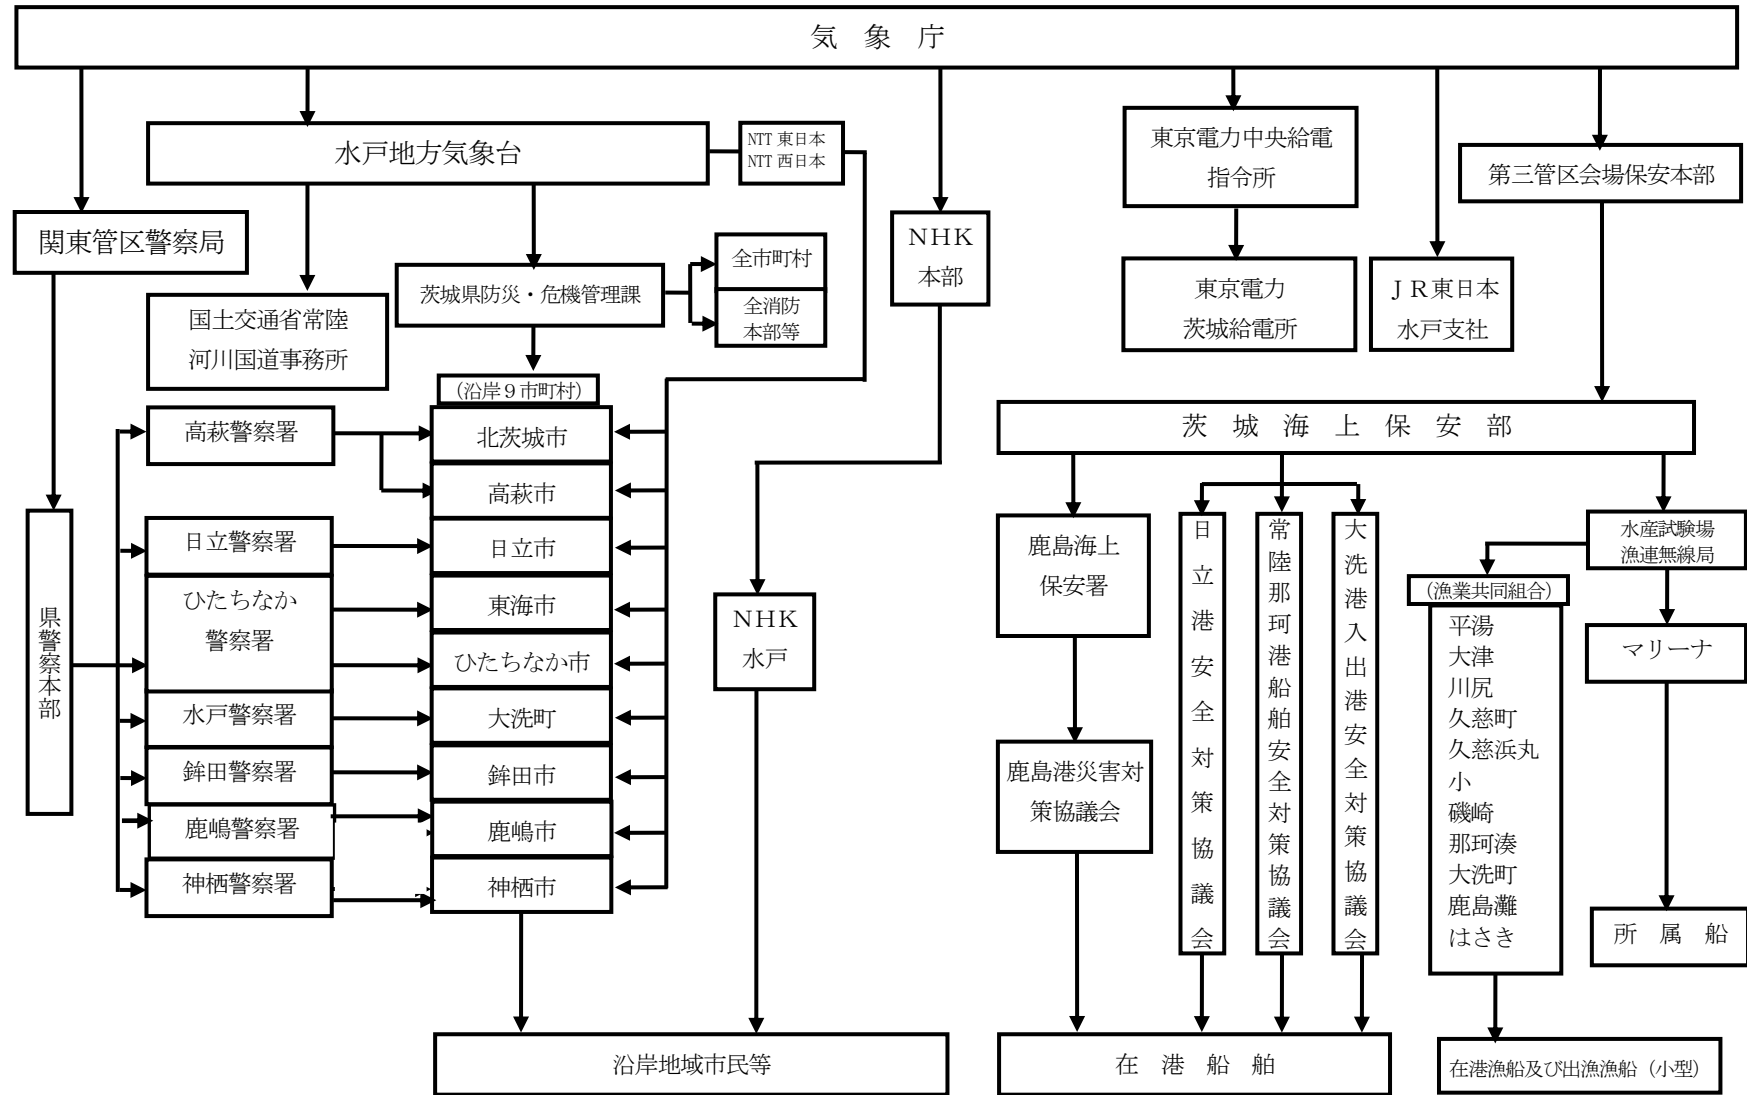 気 象 庁
水戸地方気象台
NTT 東日本
NTT 西日本
東京電力中央給電
指令所
第三管区会場保安本部
関東管区警察局
NHK
本部
全市町村
茨城県防災・危機管理課
全消防
本部等
国土交通省常陸
河川国道事務所
東京電力
茨城給電所
JR東日本
水戸支社
(沿岸9市町村)
茨 城 海 上 保 安 部
高萩警察署
北茨城市
高萩市
日立警察署
日立市
ひたちなか
警察署
東海市
ひたちなか市
水戸警察署
大洗町
鉾田警察署
鉾田市
鹿嶋警察署
鹿嶋市
神栖警察署
神栖市
県警察本部
NHK
水戸
鹿島海上
保安署
鹿島港災害対
策協議会
日立港安全対策協議会
常陸那珂港船舶安全対策協議会
大洗港入出港安全対策協議会
水産試験場
漁連無線局
(漁業共同組合)
平湯
大津
川尻
久慈町
久慈浜丸
小
磯崎
那珂湊
大洗町
鹿島灘
はさき
マリーナ
所 属 船
沿岸地域市民等
在 港 船 舶
在港漁船及び出漁漁船(小型)